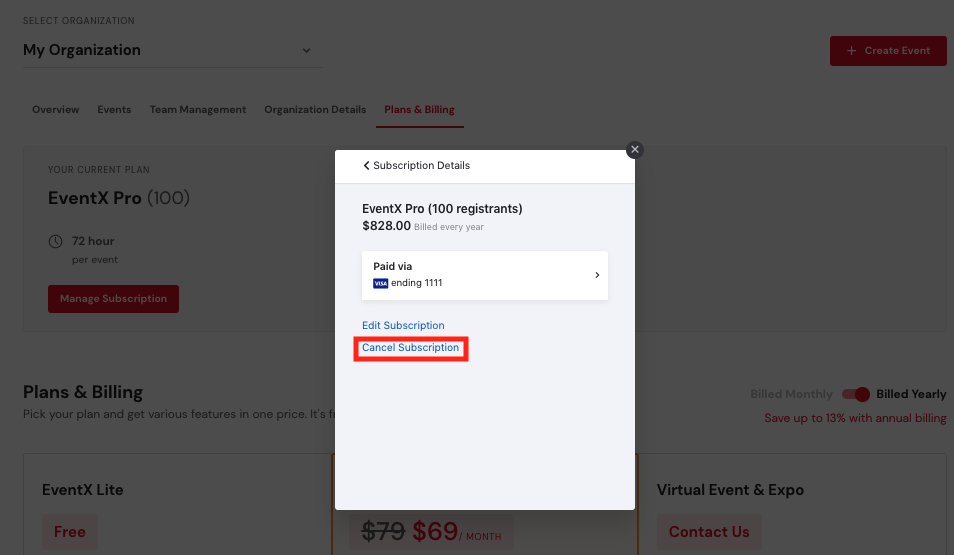 SELECT ORGANIZATION
My Organization
+ Create Event
Overview Events Team Management Organization Details Plans & Billing
YOUR CURRENT PLAN
EventX Pro (100)
72 hour
per event
Manage Subscription
Subscription Details
EventX Pro (100 registrants)
$828.00 Billed every year
Paid via
VISA ending 1111
Edit Subscription
Cancel Subscription
Plans & Billing
Pick your plan and get various features in one price. It's fr
Billed Monthly Billed Yearly
Save up to 13% with annual billing
EventX Lite
Free
$79 $69/ MONTH
Virtual Event & Expo
Contact Us